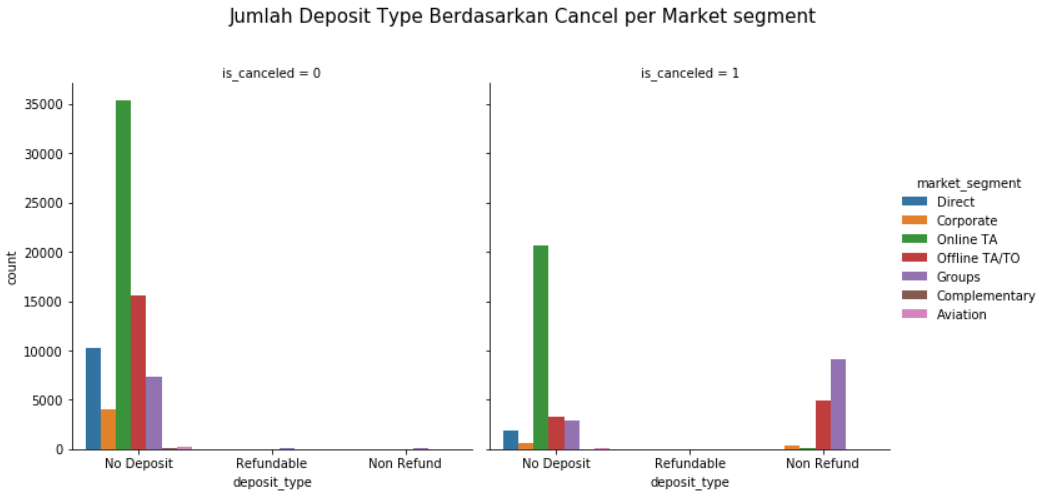 Jumlah Deposit Type Berdasarkan Cancel per Market segment
is_canceled = 0
is_canceled = 1
35000
30000
25000
20000
15000
10000
5000
0
count
No Deposit Refundable Non Refund
deposit_type
No Deposit Refundable Non Refund
deposit_type
market_segment
Direct
Corporate
Online TA
Offline TA/TO
Groups
Complementary
Aviation